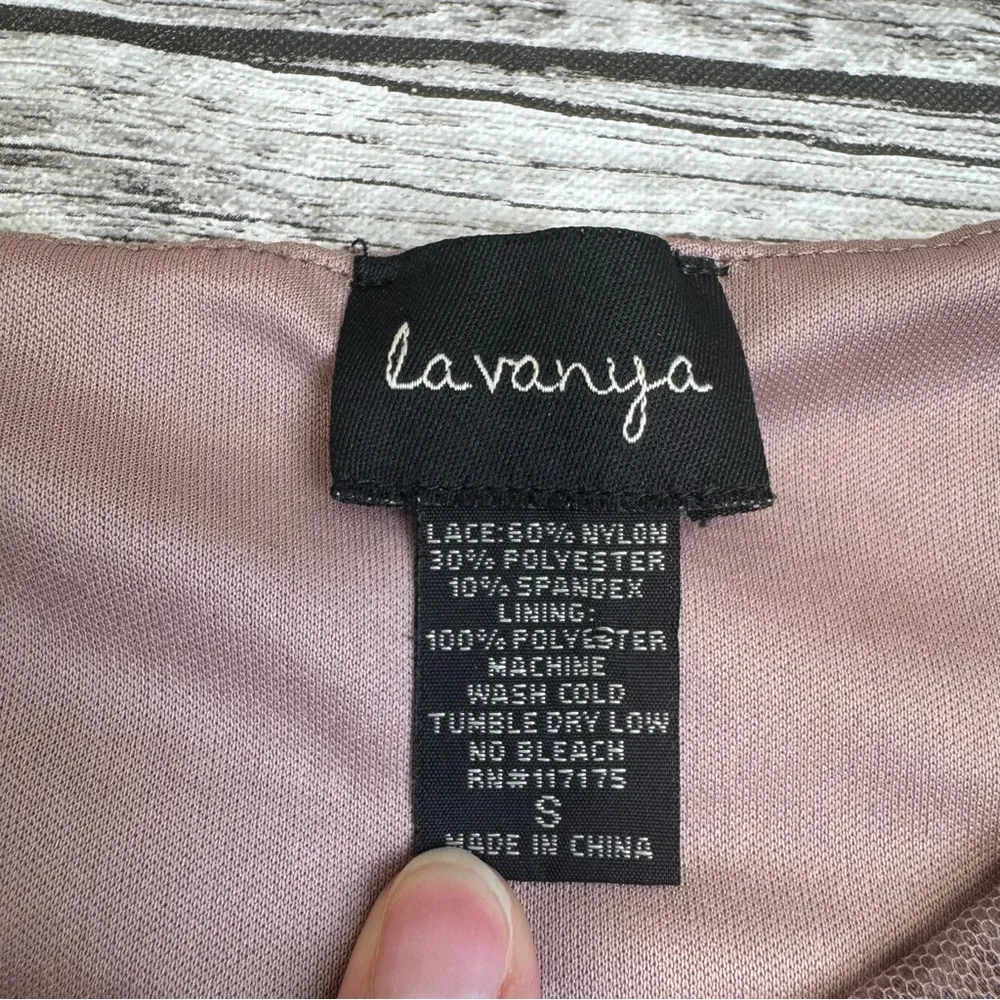 lavanya
LACE:60% NYLON
30% POLYESTER
10% SPANDEX
LINING:
100% POLYESTER
MACHINE
WASH COLD
TUMBLE DRY LOW
NO BLEACH
RN#117175
S
MADE IN CHINA